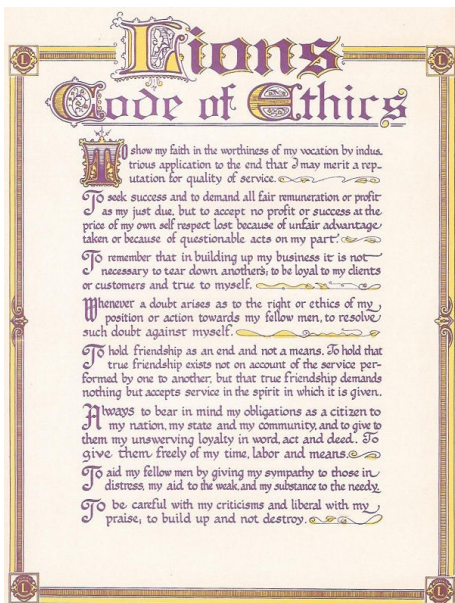 Lions
Code of Ethics
L
L
To show my faith in the worthiness of my vocation by indus,
trious application to the end that I may merit a rep-
utation for quality of service.
To seek success and to demand all fair remuneration or profit
as my just due, but to accept no profit or success at the
price of my own self respect lost because of unfair advantage
taken or because of questionable acts on my part.
To remember that in building up my business it is not
necessary to tear down another's; to be loyal to my clients
or customers and true to myself.
Whenever a doubt arises as to the right or ethics of my
position or action towards my fellow men, to resolve
such doubt against myself.
To hold friendship as an end and not a means. To hold that
true friendship exists not on account of the service per-
formed by one to another, but that true friendship demands
nothing but accepts service in the spirit in which it is given.
Always to bear in mind my obligations as a citizen to
my nation, my state and my community, and to give to
them my unswerving loyalty in word, act and deed. To
give them freely of my time, labor and means.
To aid my fellow men by giving my sympathy to those in
distress, my aid to the weak, and my substance to the needy.
To be careful with my criticisms and liberal with my
praise; to build up and not destroy.
L
L